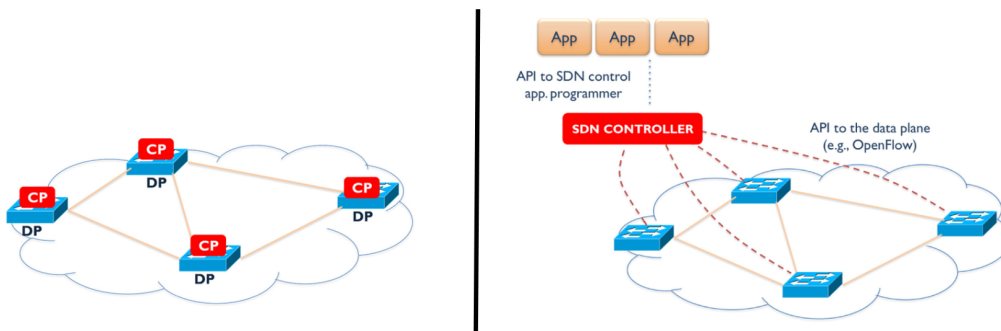 CP
DP
CP
DP
CP
DP
CP
DP
App App App
API to SDN control
app. programmer
SDN CONTROLLER
API to the data plane
(e.g., OpenFlow)